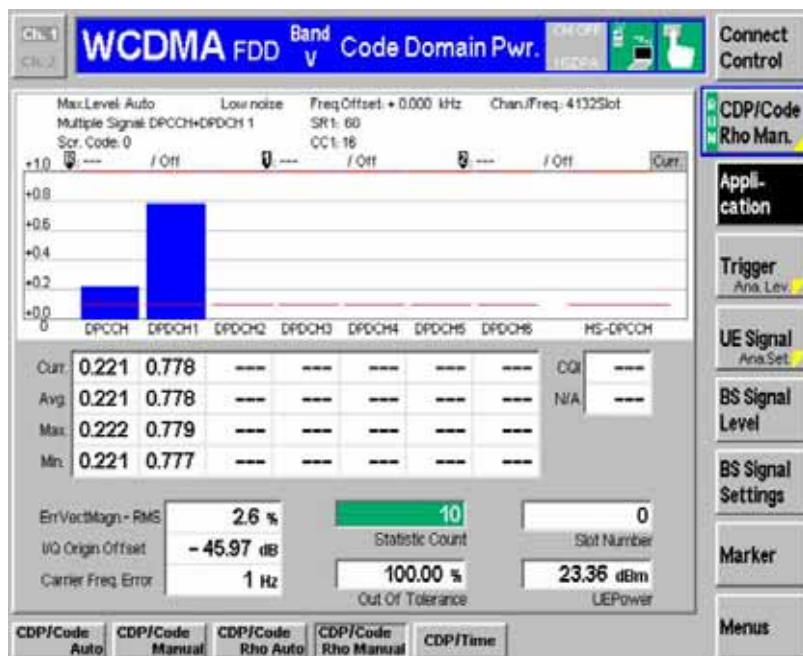 Ch. 1
Ch. 2
WCDMA FDD Band V Code Domain Pwr.
CH OFF
HSDPA
Connect Control
Max.Level: Auto Low noise Freq.Offset: + 0.000 kHz Chan./Freq.: 4132Slot
Multiple Signal: DPCCH+DPDCH 1 SR1: 60
Scr. Code: 0 CC1: 16
--- / Off 1: --- / Off 2: --- / Off Curr.
+1.0
+0.8
+0.6
+0.4
+0.2
+0.0
0 DPCCH DPDCH1 DPDCH2 DPDCH3 DPDCH4 DPDCH5 DPDCH6 HS-DPCCH
Curr. 0.221 0.778 --- --- --- --- --- CQI ---
Avg. 0.221 0.778 --- --- --- --- --- N/A ---
Max. 0.222 0.779 --- --- --- --- ---
Min. 0.221 0.777 --- --- --- --- ---
ErrVectMagn.- RMS 2.6 %
I/Q Origin Offset - 45.97 dB
Carrier Freq. Error 1 Hz
10
Statistic Count
100.00 %
Out Of Tolerance
0
Slot Number
23.36 dBm
UEPower
RUN
CDP/Code Rho Man.
Appli-
cation
Trigger
Ana. Lev.
UE Signal
Ana.Set.
BS Signal
Level
BS Signal
Settings
Marker
Menus
CDP/Code Auto
CDP/Code Manual
CDP/Code Rho Auto
CDP/Code Rho Manual
CDP/Time